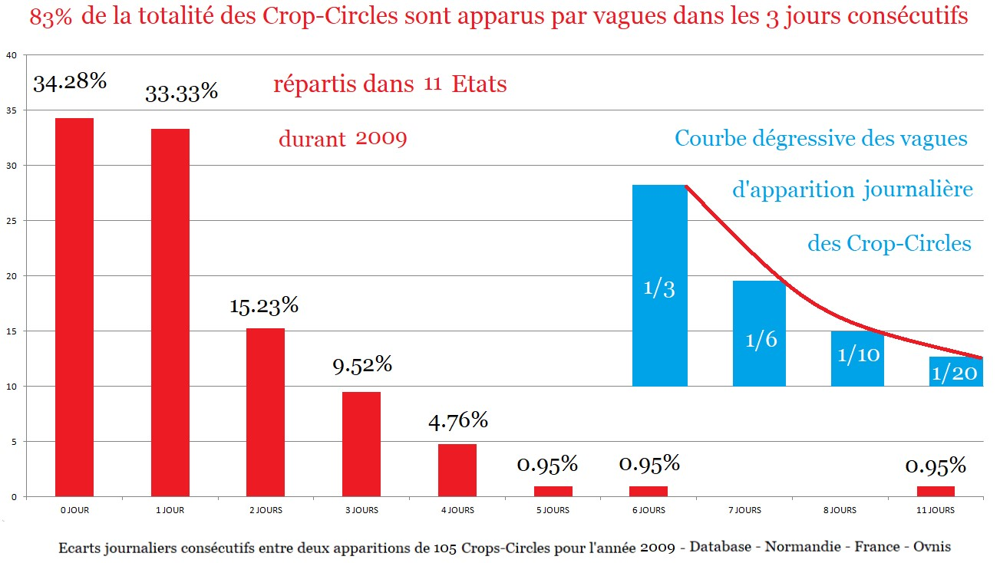 83% de la totalité des Crop-Circles sont apparus par vagues dans les 3 jours consécutifs
40
34.28%
33.33%
répartis dans 11 Etats
35
durant 2009
Courbe dégressive des vagues
30
d'apparition journalière
25
des Crop-Circles
20
1/3
15.23%
15
1/6
1/10
9.52%
1/20
10
4.76%
5
0.95%
0.95%
0.95%
0
0 JOUR
1 JOUR
2 JOURS
3 JOURS
4 JOURS
5 JOURS
6 JOURS
7 JOURS
8 JOURS
11 JOURS
Ecarts journaliers consécutifs entre deux apparitions de 105 Crops-Circles pour l'année 2009 - Database - Normandie - France - Ovnis